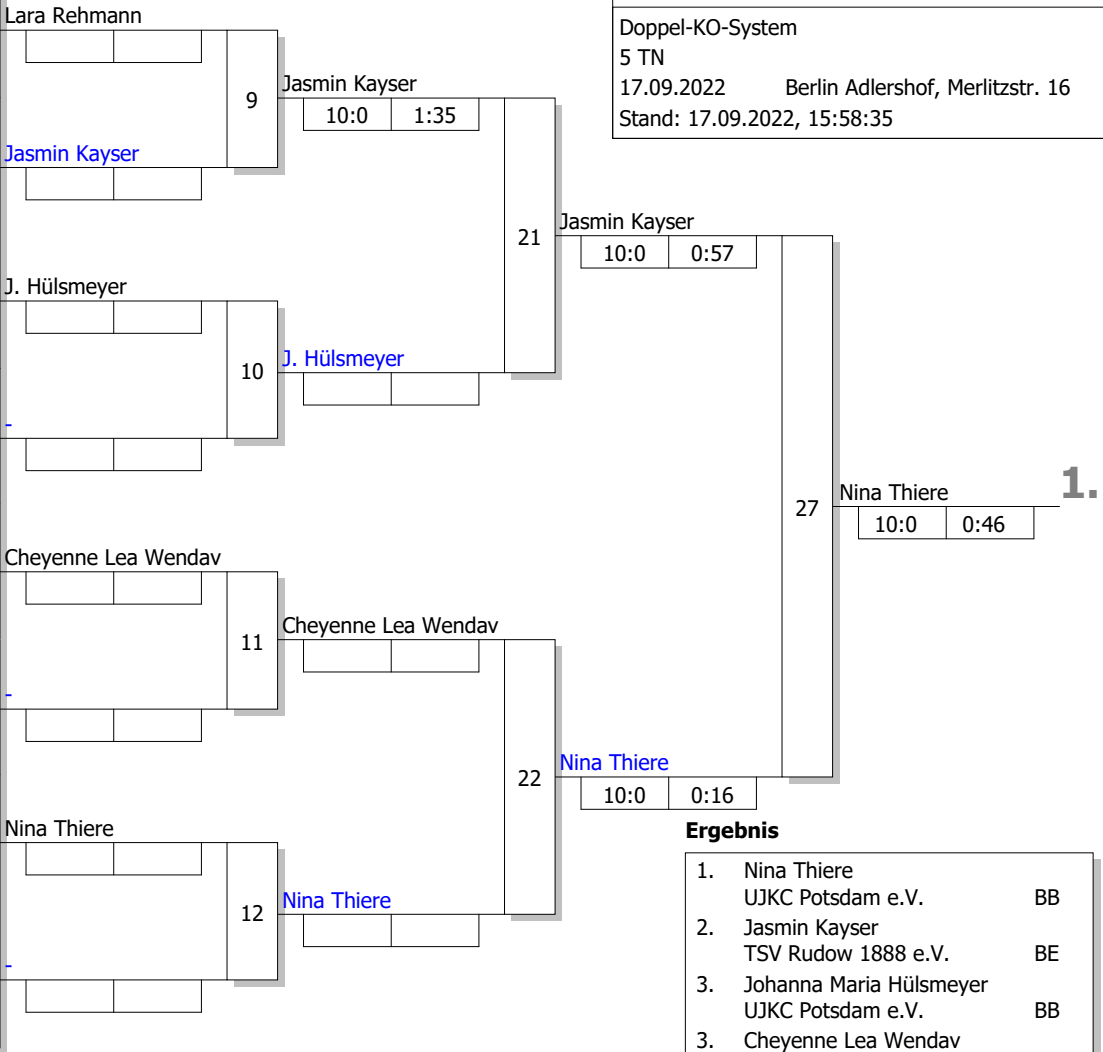 Lara Rehmann
Doppel-KO-System
5 TN
17.09.2022 Berlin Adlershof, Merlitzstr. 16
Stand: 17.09.2022, 15:58:35
9
Jasmin Kayser
10:0 1:35
Jasmin Kayser
21
Jasmin Kayser
10:0 0:57
J. Hülsmeyer
10
J. Hülsmeyer
-
27
Nina Thiere
1.
10:0 0:46
Cheyenne Lea Wendav
11
Cheyenne Lea Wendav
-
22
Nina Thiere
10:0 0:16
Nina Thiere
12
Nina Thiere
-
Ergebnis
1. Nina Thiere
UJKC Potsdam e.V. BB
2. Jasmin Kayser
TSV Rudow 1888 e.V. BE
3. Johanna Maria Hülsmeyer
UJKC Potsdam e.V. BB
3. Cheyenne Lea Wendav